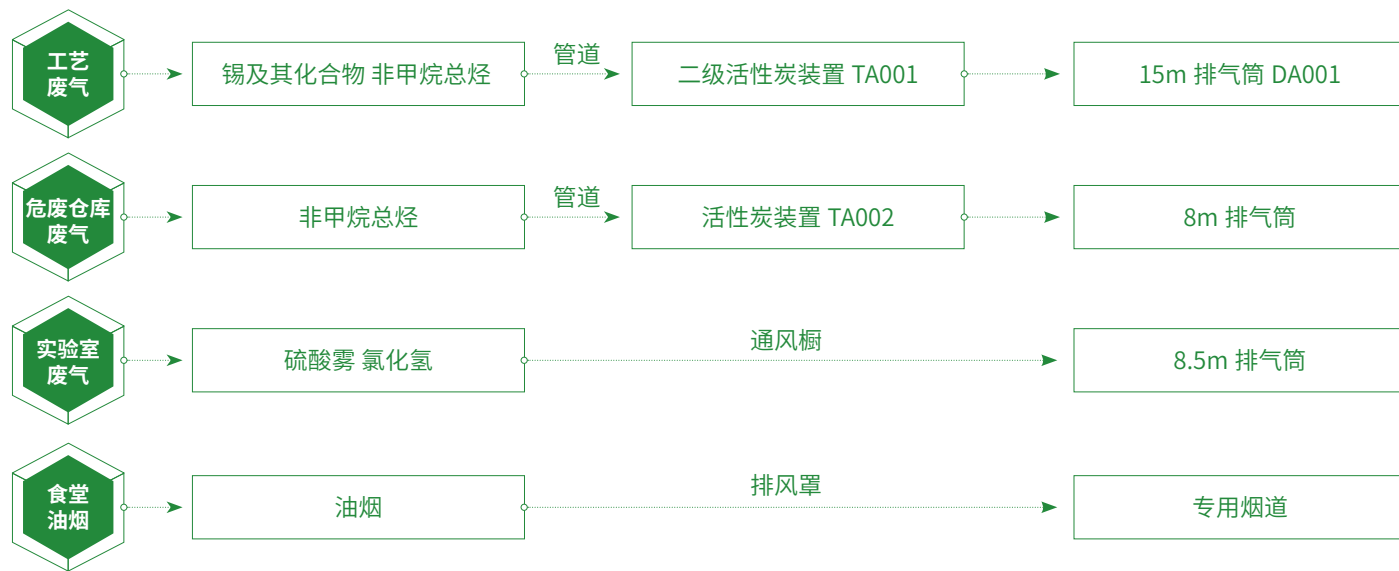 工艺
废气
锡及其化合物 非甲烷总烃
管道
二级活性炭装置 TA001
15m 排气筒 DA001
危废仓库
废气
非甲烷总烃
管道
活性炭装置 TA002
8m 排气筒
实验室
废气
硫酸雾 氯化氢
通风橱
8.5m 排气筒
食堂
油烟
油烟
排风罩
专用烟道